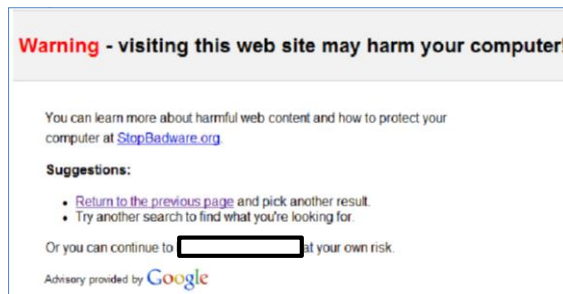 Warning - visiting this web site may harm your computer!
You can learn more about harmful web content and how to protect your
computer at StopBadware.org.
Suggestions:
• Return to the previous page and pick another result.
• Try another search to find what you're looking for.
Or you can continue to at your own risk.
Advisory provided by Google